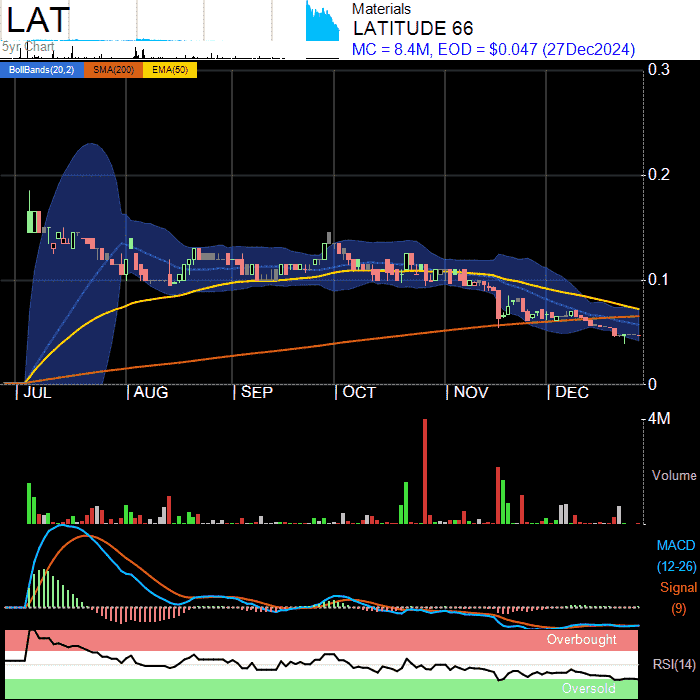 LAT
Materials
LATITUDE 66
5yr Chart
MC = 8.4M, EOD = $0.047 (27Dec2024)
BollBands(20,2) SMA(200) EMA(50)
0.3
0.2
0.1
0
JUL AUG SEP OCT NOV DEC
4M
Volume
MACD
(12-26)
Signal
(9)
Overbought
RSI(14)
Oversold